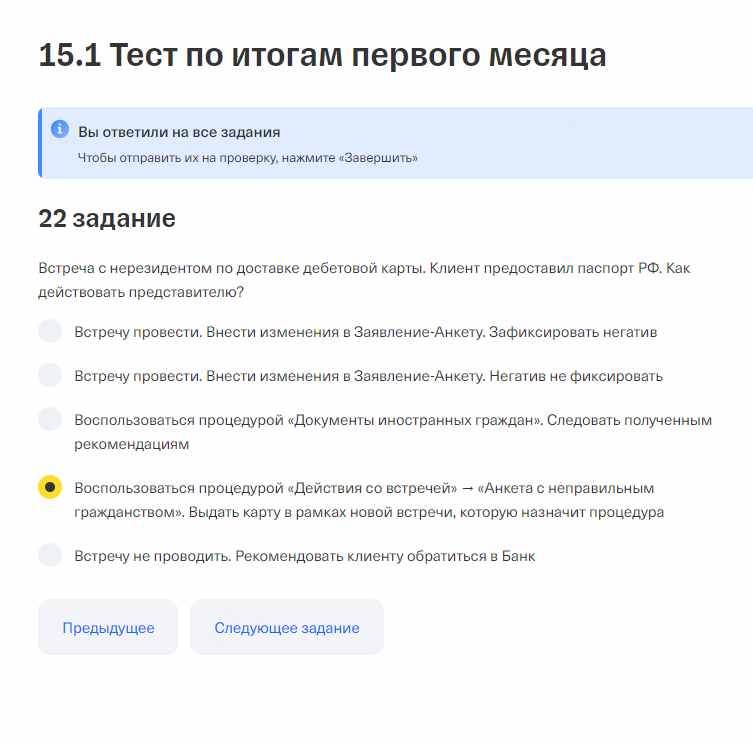 15.1 Тест по итогам первого месяца
Вы ответили на все задания
Чтобы отправить их на проверку, нажмите «Завершить»
22 задание
Встреча с нерезидентом по доставке дебетовой карты. Клиент предоставил паспорт РФ. Как
действовать представителю?
Встречу провести. Внести изменения в Заявление-Анкету. Зафиксировать негатив
Встречу провести. Внести изменения в Заявление-Анкету. Негатив не фиксировать
Воспользоваться процедурой «Документы иностранных граждан». Следовать полученным
рекомендациям
Воспользоваться процедурой «Действия со встречей» → «Анкета с неправильным
гражданством». Выдать карту в рамках новой встречи, которую назначит процедура
Встречу не проводить. Рекомендовать клиенту обратиться в Банк
Предыдущее
Следующее задание